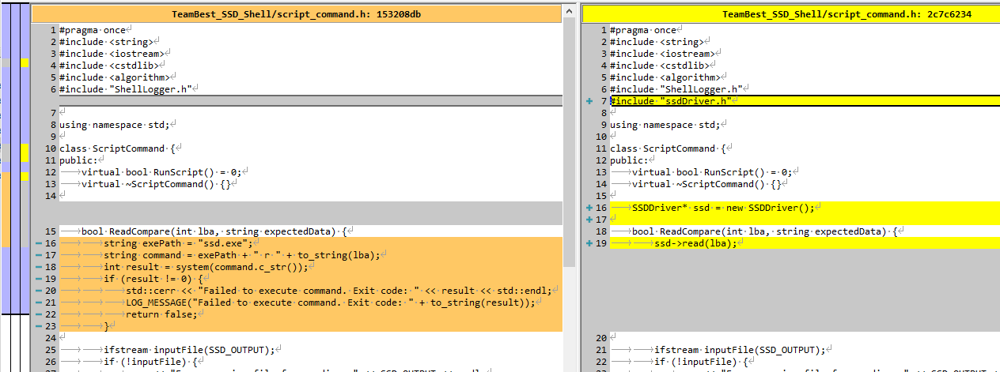 TeamBest_SSD_Shell/script_command.h: 153208db
1 #pragma once
2 #include <string>
3 #include <iostream>
4 #include <cstdlib>
5 #include <algorithm>
6 #include "ShellLogger.h"
7
8 using namespace std;
9
10 class ScriptCommand {
11 public:
12 virtual bool RunScript() = 0;
13 virtual ~ScriptCommand() {}
14
15 bool ReadCompare(int lba, string expectedData) {
16 string exePath = "ssd.exe";
17 string command = exePath + " r " + to_string(lba);
18 int result = system(command.c_str());
19 if (result != 0) {
20 std::cerr << "Failed to execute command. Exit code: " << result << std::endl;
21 LOG_MESSAGE("Failed to execute command. Exit code: " + to_string(result));
22 return false;
23 }
24
25 ifstream inputFile(SSD_OUTPUT);
26 if (!inputFile) {
TeamBest_SSD_Shell/script_command.h: 2c7c6234
1 #pragma once
2 #include <string>
3 #include <iostream>
4 #include <cstdlib>
5 #include <algorithm>
6 #include "ShellLogger.h"
7 #include "ssdDriver.h"
8
9 using namespace std;
10
11 class ScriptCommand {
12 public:
13 virtual bool RunScript() = 0;
14 virtual ~ScriptCommand() {}
15
16 SSDDriver* ssd = new SSDDriver();
17
18 bool ReadCompare(int lba, string expectedData) {
19 ssd->read(lba);
20
21 ifstream inputFile(SSD_OUTPUT);
22 if (!inputFile) {